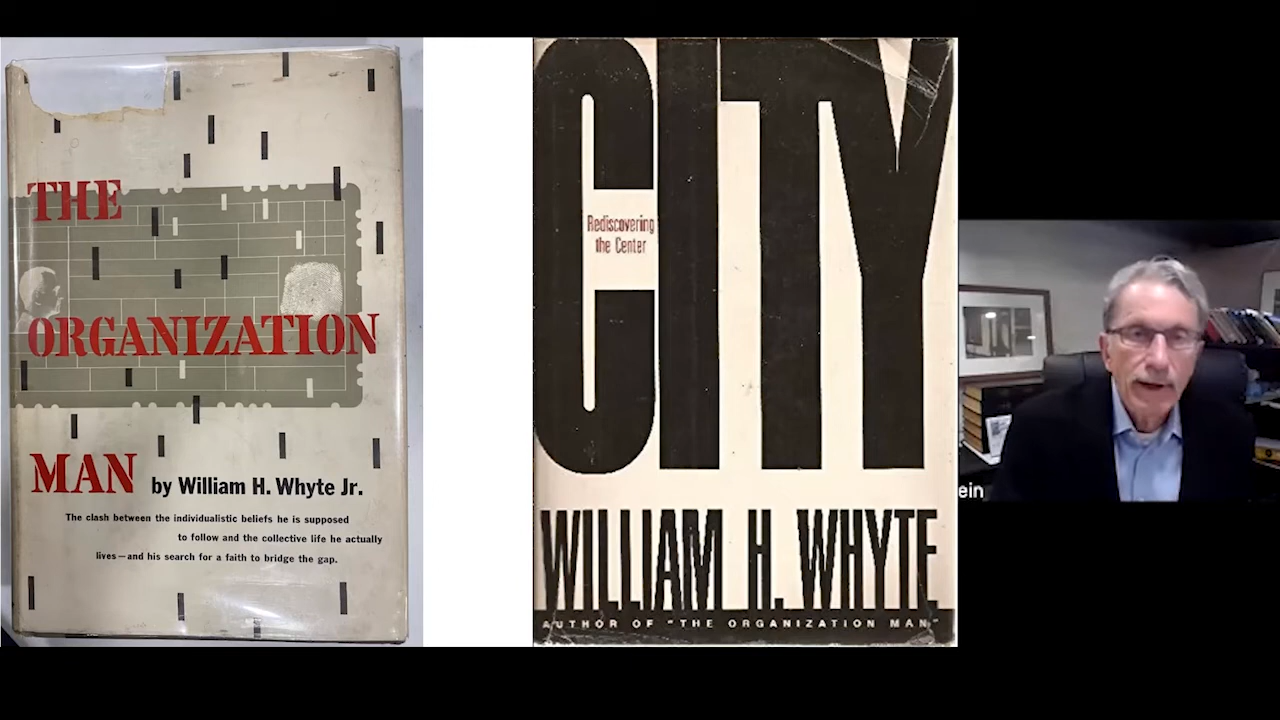 THE
ORGANIZATION
MAN by William H. Whyte Jr.
The clash between the individualistic beliefs he is supposed
to follow and the collective life he actually
lives—and his search for a faith to bridge the gap.
CITY
Rediscovering
the Center
WILLIAM H. WHYTE
AUTHOR OF "THE ORGANIZATION MAN"
ein